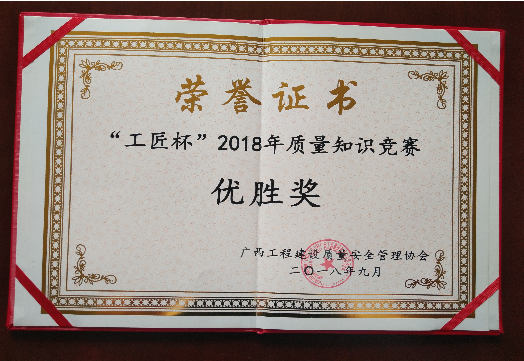 荣誉证书
“工匠杯”2018年质量知识竞赛
优胜奖
广西工程建设质量安全管理协会
二〇一八年九月